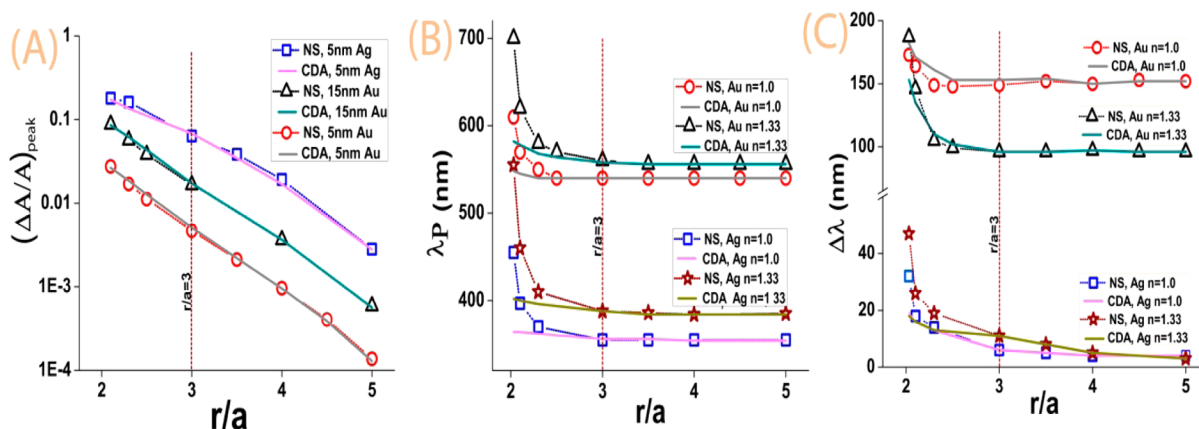 (A)
(ΔA/A)peak
1
0.1
0.01
1E-3
1E-4
NS, 5nm Ag
CDA, 5nm Ag
NS, 15nm Au
CDA, 15nm Au
NS, 5nm Au
CDA, 5nm Au
r/a=3
2 3 4 5
r/a
(B)
λP (nm)
700
600
500
400
NS, Au n=1.0
CDA, Au n=1.0
NS, Au n=1.33
CDA, Au n=1.33
r/a=3
NS, Ag n=1.0
CDA, Ag n=1.0
NS, Ag n=1.33
CDA, Ag n=1.33
2 3 4 5
r/a
(C)
Δλ (nm)
200
150
100
40
20
0
NS, Au n=1.0
CDA, Au n=1.0
NS, Au n=1.33
CDA, Au n=1.33
r/a=3
NS, Ag n=1.0
CDA, Ag n=1.0
NS, Ag n=1.33
CDA, Ag n=1.33
2 3 4 5
r/a